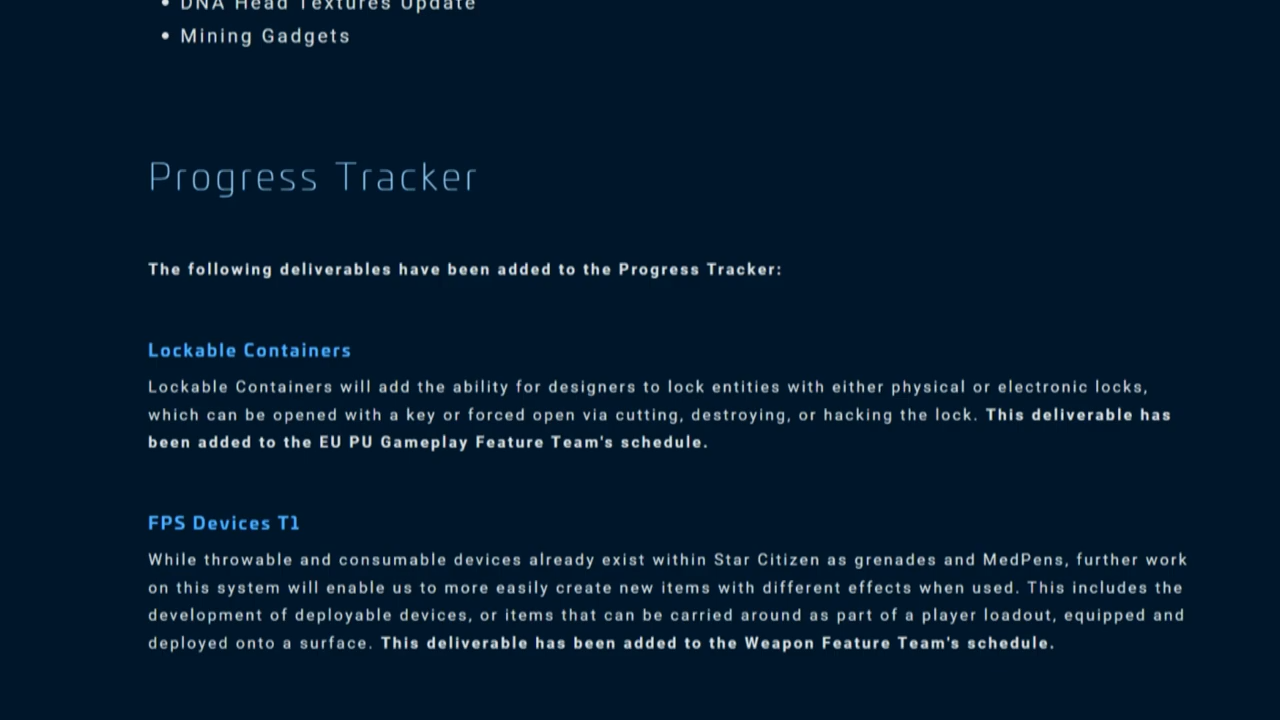 • DNA Head Textures Update
• Mining Gadgets
Progress Tracker
The following deliverables have been added to the Progress Tracker:
Lockable Containers
Lockable Containers will add the ability for designers to lock entities with either physical or electronic locks,
which can be opened with a key or forced open via cutting, destroying, or hacking the lock. This deliverable has
been added to the EU PU Gameplay Feature Team's schedule.
FPS Devices T1
While throwable and consumable devices already exist within Star Citizen as grenades and MedPens, further work
on this system will enable us to more easily create new items with different effects when used. This includes the
development of deployable devices, or items that can be carried around as part of a player loadout, equipped and
deployed onto a surface. This deliverable has been added to the Weapon Feature Team's schedule.